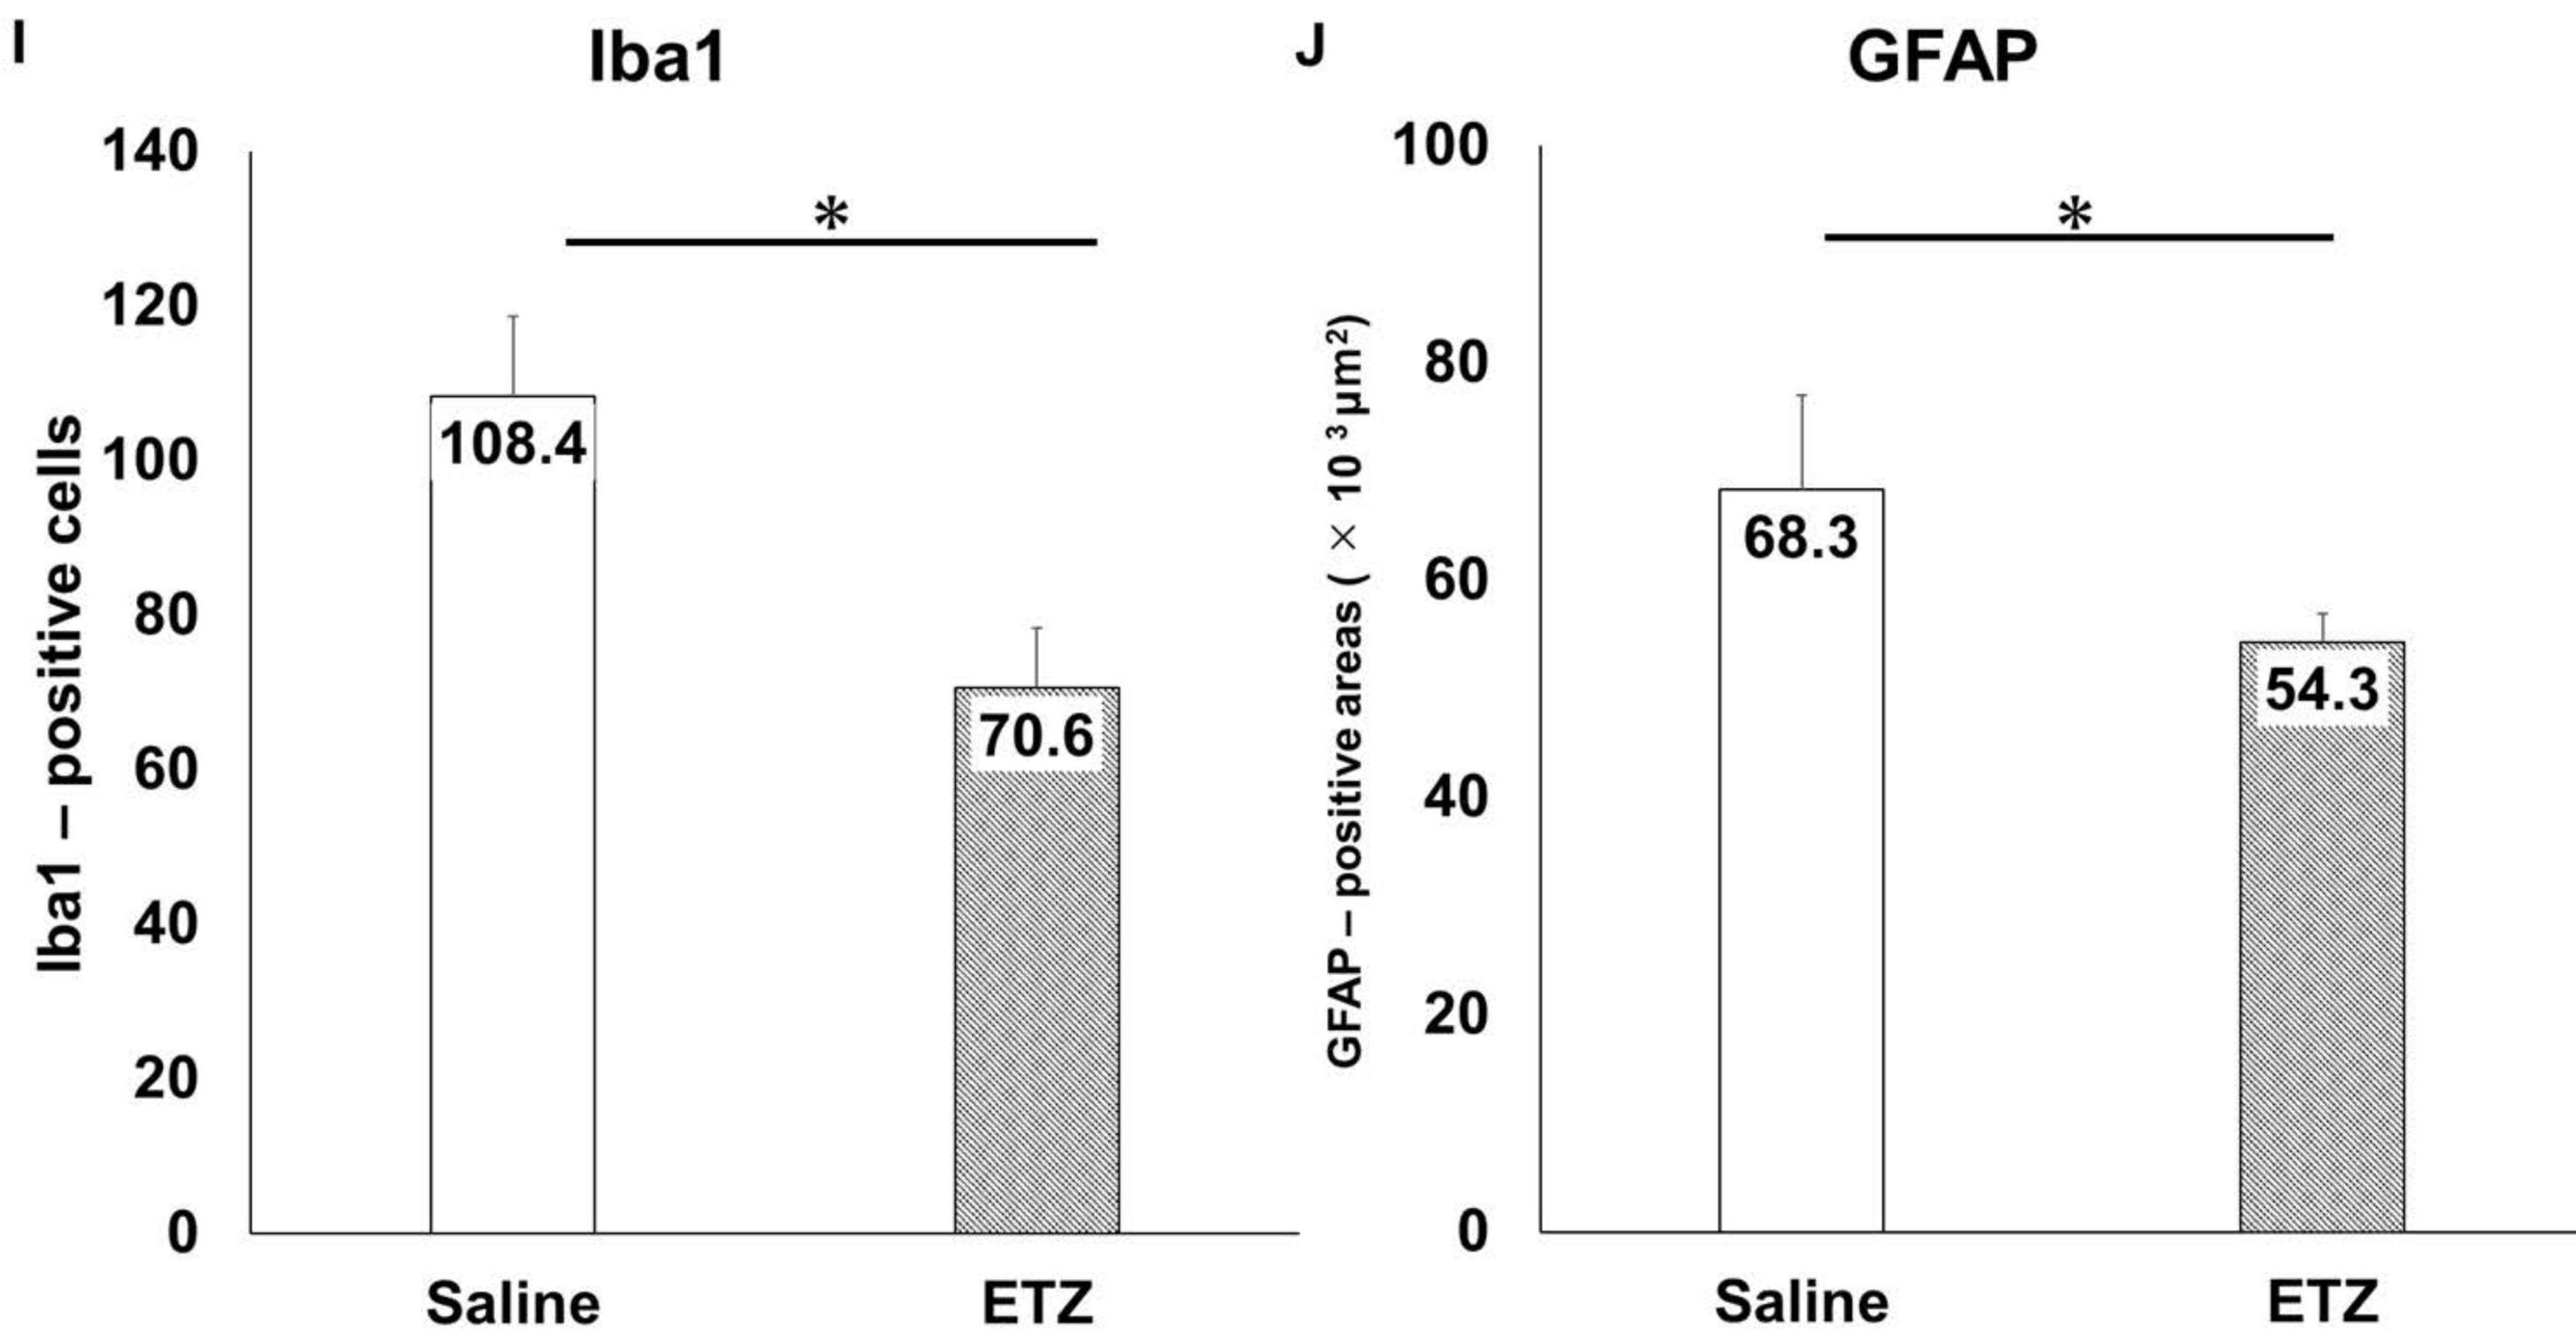 I
Iba1
Iba1 – positive cells
140
120
100
80
60
40
20
0
*
108.4
70.6
Saline
ETZ
J
GFAP
GFAP – positive areas ( × 10 ³ µm²)
100
80
60
40
20
0
*
68.3
54.3
Saline
ETZ